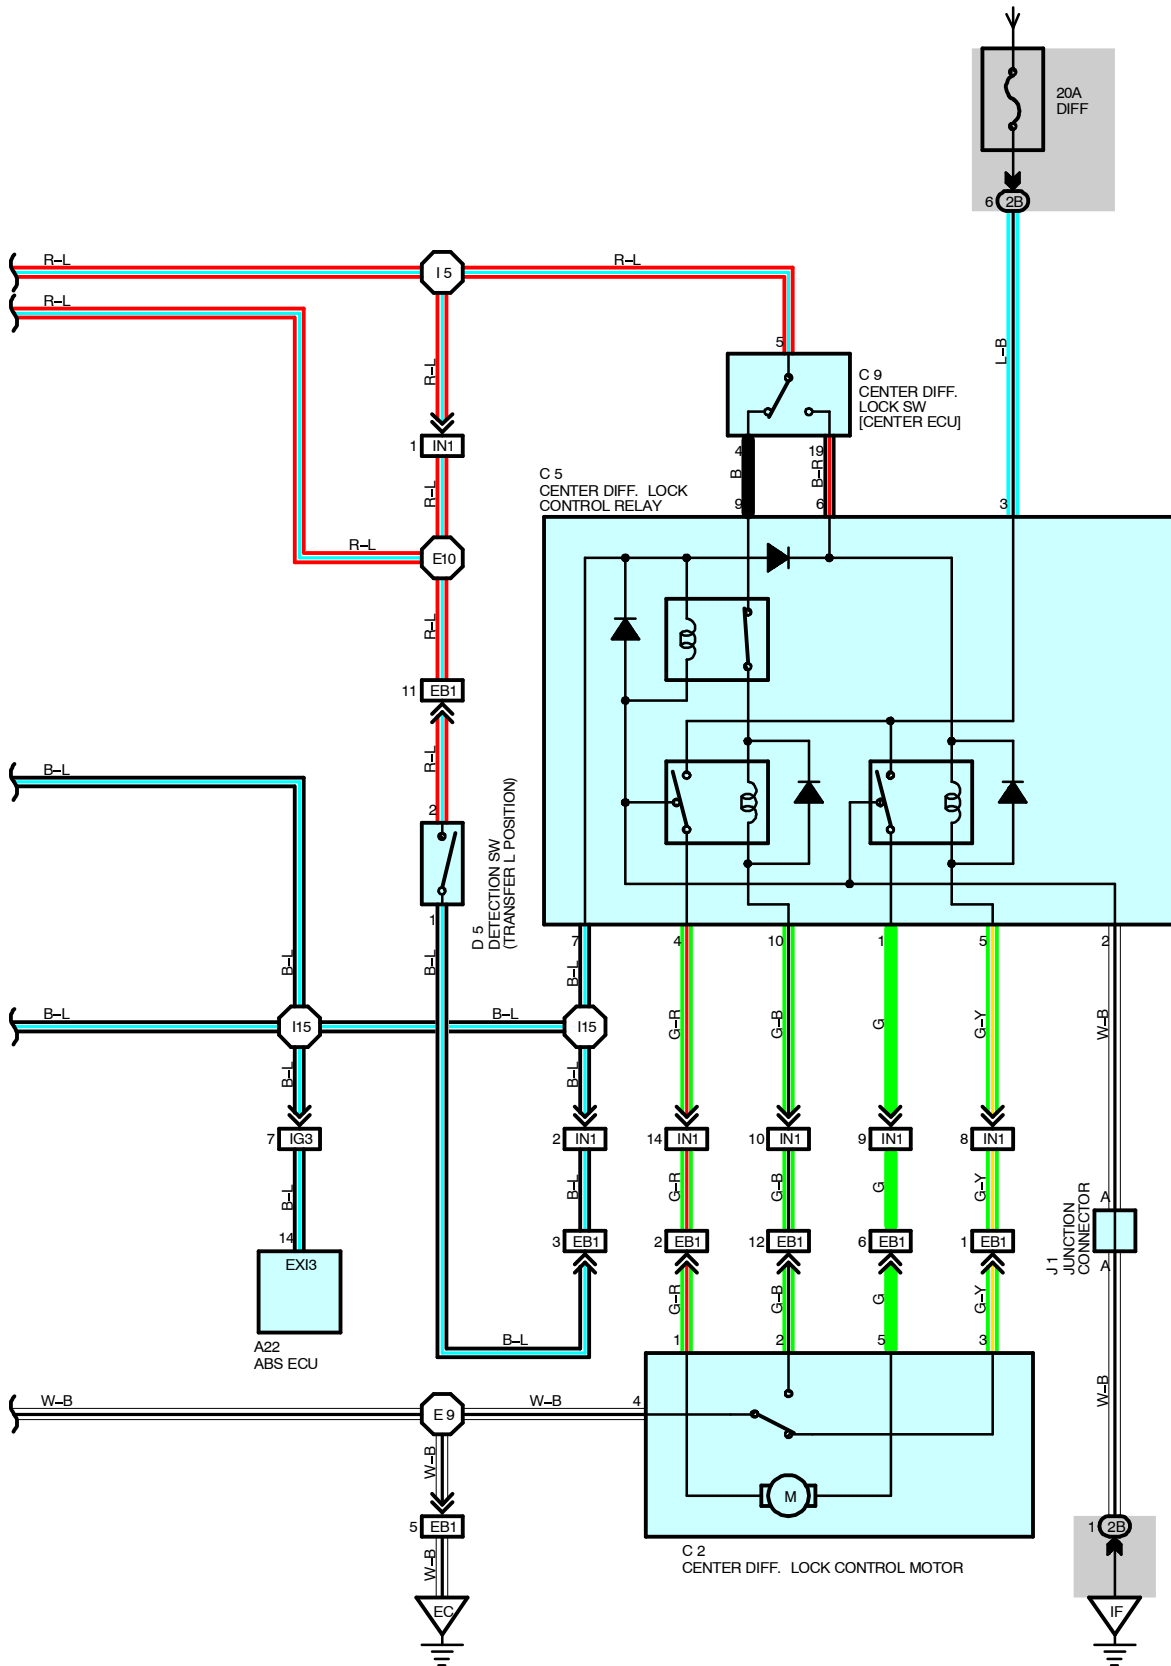 20A
DIFF
6 2B
R–L
R–L
R–L
I 5
R–L
L–B
5
C 9
CENTER DIFF.
LOCK SW
[CENTER ECU]
1 IN1
4
19
B
B–R
C 5
CENTER DIFF. LOCK
CONTROL RELAY
9
6
3
R–L
R–L
E10
R–L
11 EB1
R–L
2
B–L
D 5
DETECTION SW
(TRANSFER L POSITION)
1
B–L
7
4
10
1
5
2
B–L
B–L
G–R
G–B
G
G–Y
W–B
B–L
I15
B–L
I15
B–L
B–L
7 IG3
2 IN1
14 IN1
10 IN1
9 IN1
8 IN1
B–L
B–L
G–R
G–B
G
G–Y
A
J 1
JUNCTION
CONNECTOR
A
14
EXI3
3 EB1
2 EB1
12 EB1
6 EB1
1 EB1
G–R
G–B
G
G–Y
A22
ABS ECU
B–L
1
2
5
3
W–B
W–B
E 9
W–B
4
W–B
M
5 EB1
W–B
1 2B
C 2
CENTER DIFF. LOCK CONTROL MOTOR
EC
IF